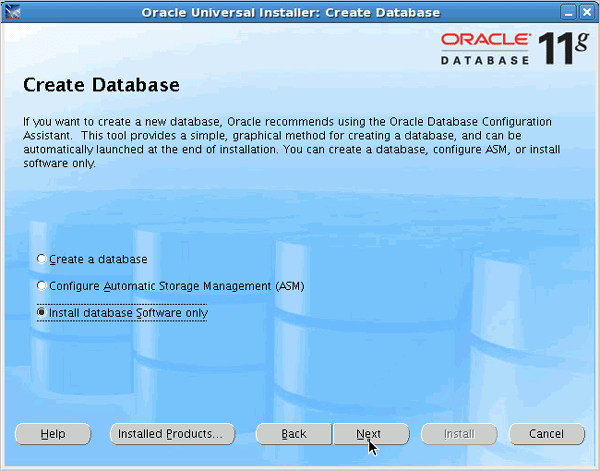 Oracle Universal Installer: Create Database
ORACLE
DATABASE 11g
Create Database
If you want to create a new database, Oracle recommends using the Oracle Database Configuration
Assistant. This tool provides a simple, graphical method for creating a database, and can be
automatically launched at the end of installation. You can create a database, configure ASM, or install
software only.
Create a database
Configure Automatic Storage Management (ASM)
Install database Software only
Help Installed Products... Back Next Install Cancel